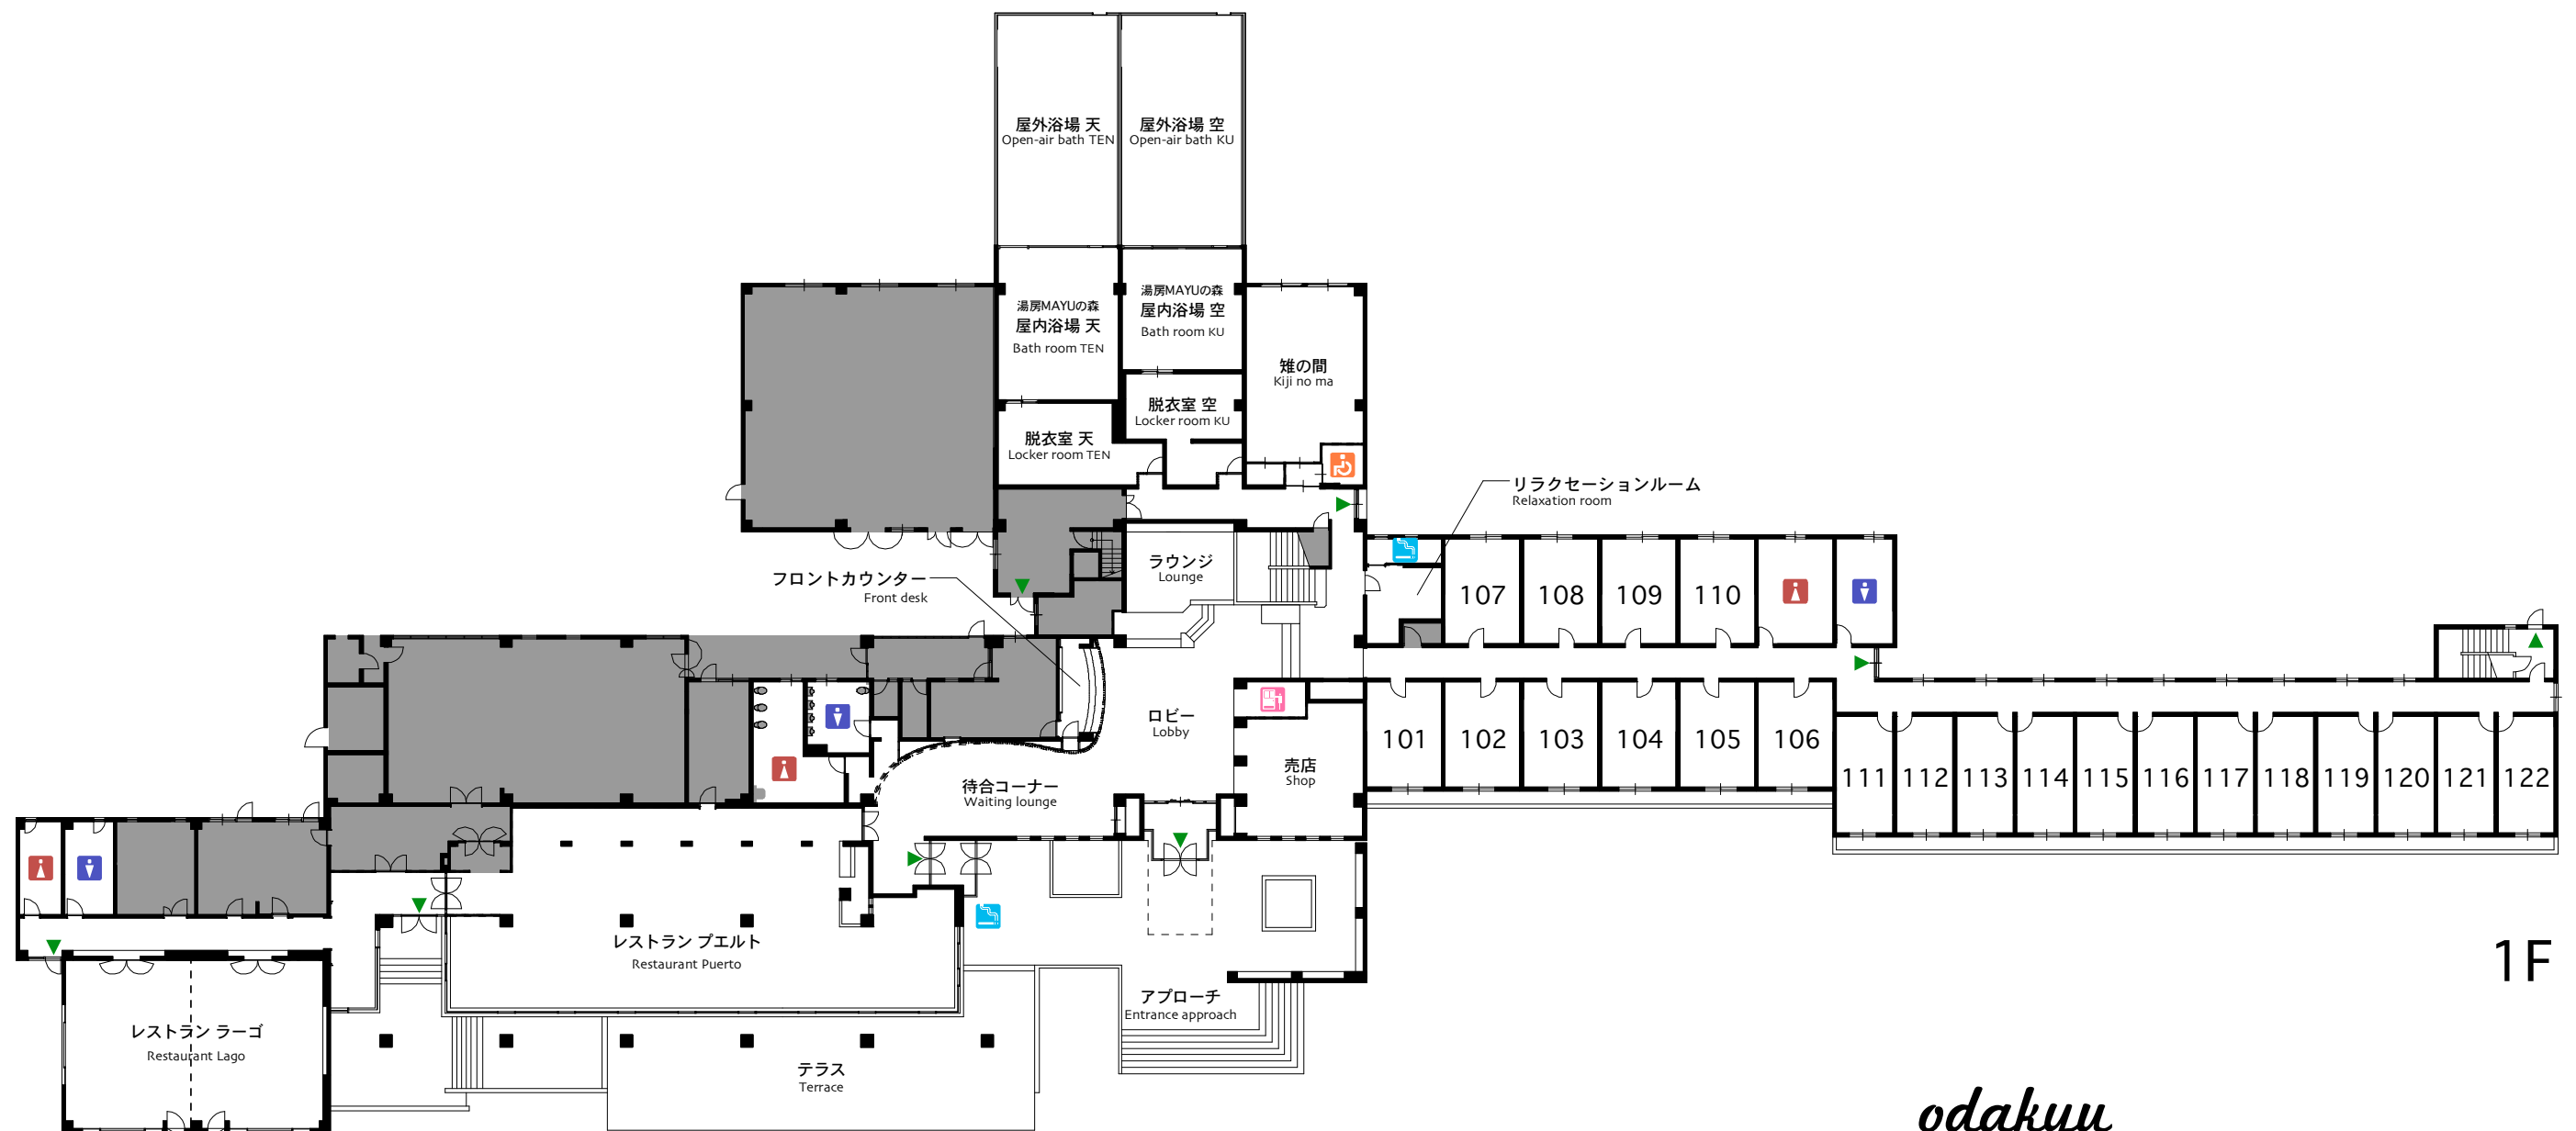 屋外浴場 天
Open-air bath TEN
屋外浴場 空
Open-air bath KU
湯房MAYUの森
屋内浴場 天
Bath room TEN
湯房MAYUの森
屋内浴場 空
Bath room KU
雉の間
Kiji no ma
脱衣室 空
Locker room KU
脱衣室 天
Locker room TEN
リラクセーションルーム
Relaxation room
ラウンジ
Lounge
フロントカウンター
Front desk
107
108
109
110
ロビー
Lobby
101
102
103
104
105
106
売店
Shop
待合コーナー
Waiting lounge
111
112
113
114
115
116
117
118
119
120
121
122
レストラン プエルト
Restaurant Puerto
1F
アプローチ
Entrance approach
レストラン ラーゴ
Restaurant Lago
テラス
Terrace
odakyu